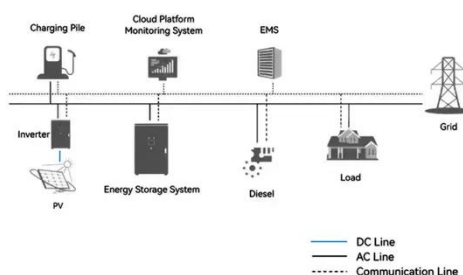 Charging Pile
Cloud Platform
Monitoring System
EMS
Grid
Inverter
PV
Energy Storage System
Diesel
Load
DC Line
AC Line
Communication Line